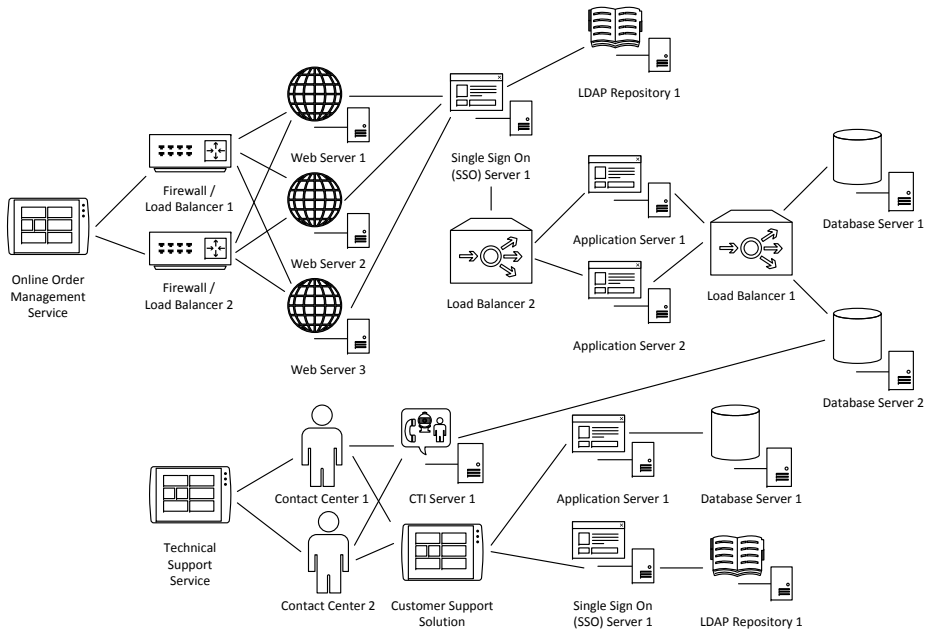 LDAP Repository 1
Web Server 1
Single Sign On
(SSO) Server 1
Firewall /
Load Balancer 1
Web Server 2
Application Server 1
Database Server 1
Online Order
Management
Service
Firewall /
Load Balancer 2
Load Balancer 2
Load Balancer 1
Application Server 2
Web Server 3
Database Server 2
Contact Center 1
CTI Server 1
Application Server 1
Database Server 1
Technical
Support
Service
Contact Center 2
Customer Support
Solution
Single Sign On
(SSO) Server 1
LDAP Repository 1